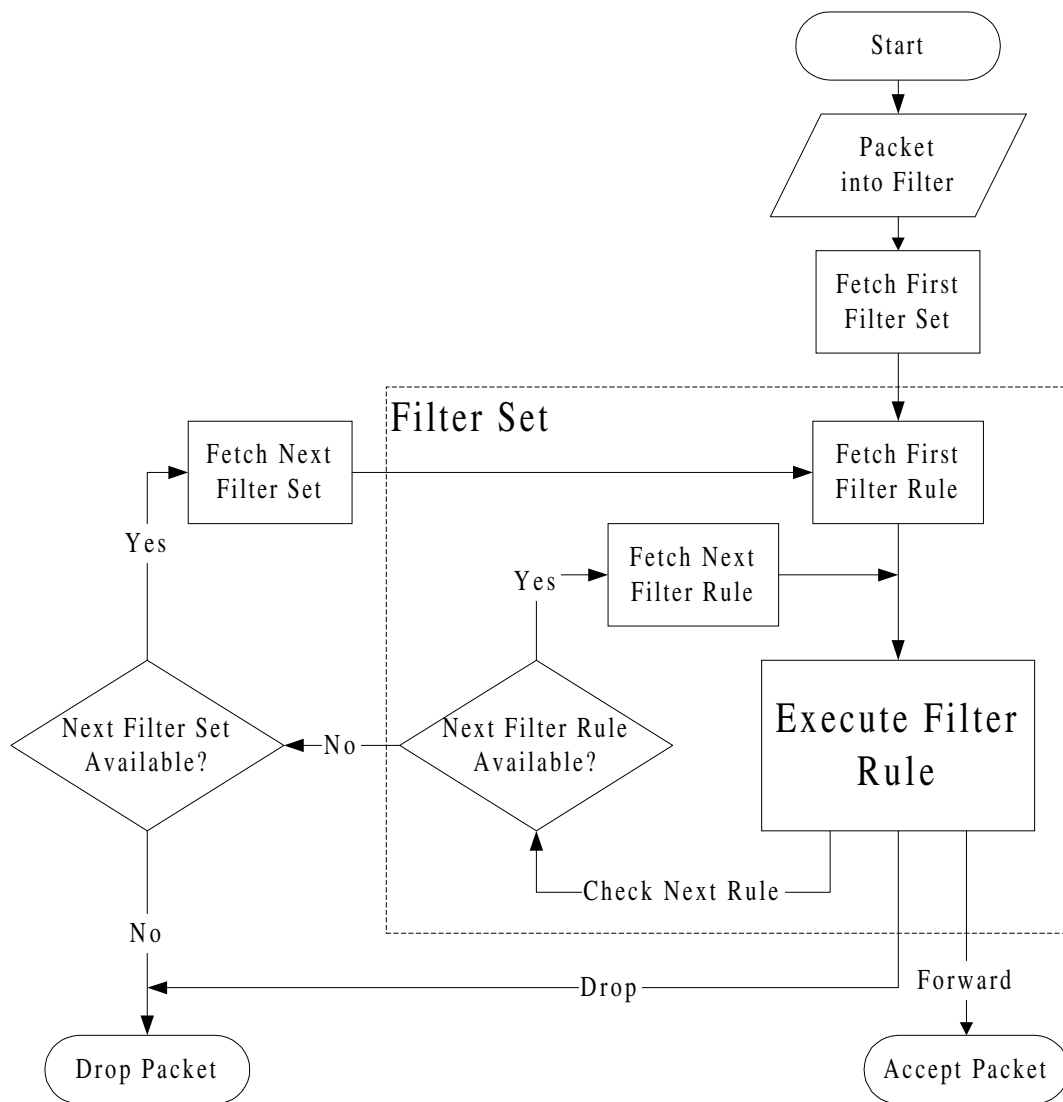 Start
Packet
into Filter
Fetch First
Filter Set
Filter Set
Fetch Next
Filter Set
Fetch First
Filter Rule
Yes
Fetch Next
Filter Rule
Yes
Next Filter Set
Available?
No
Next Filter Rule
Available?
Execute Filter
Rule
Check Next Rule
No
Drop
Forward
Drop Packet
Accept Packet